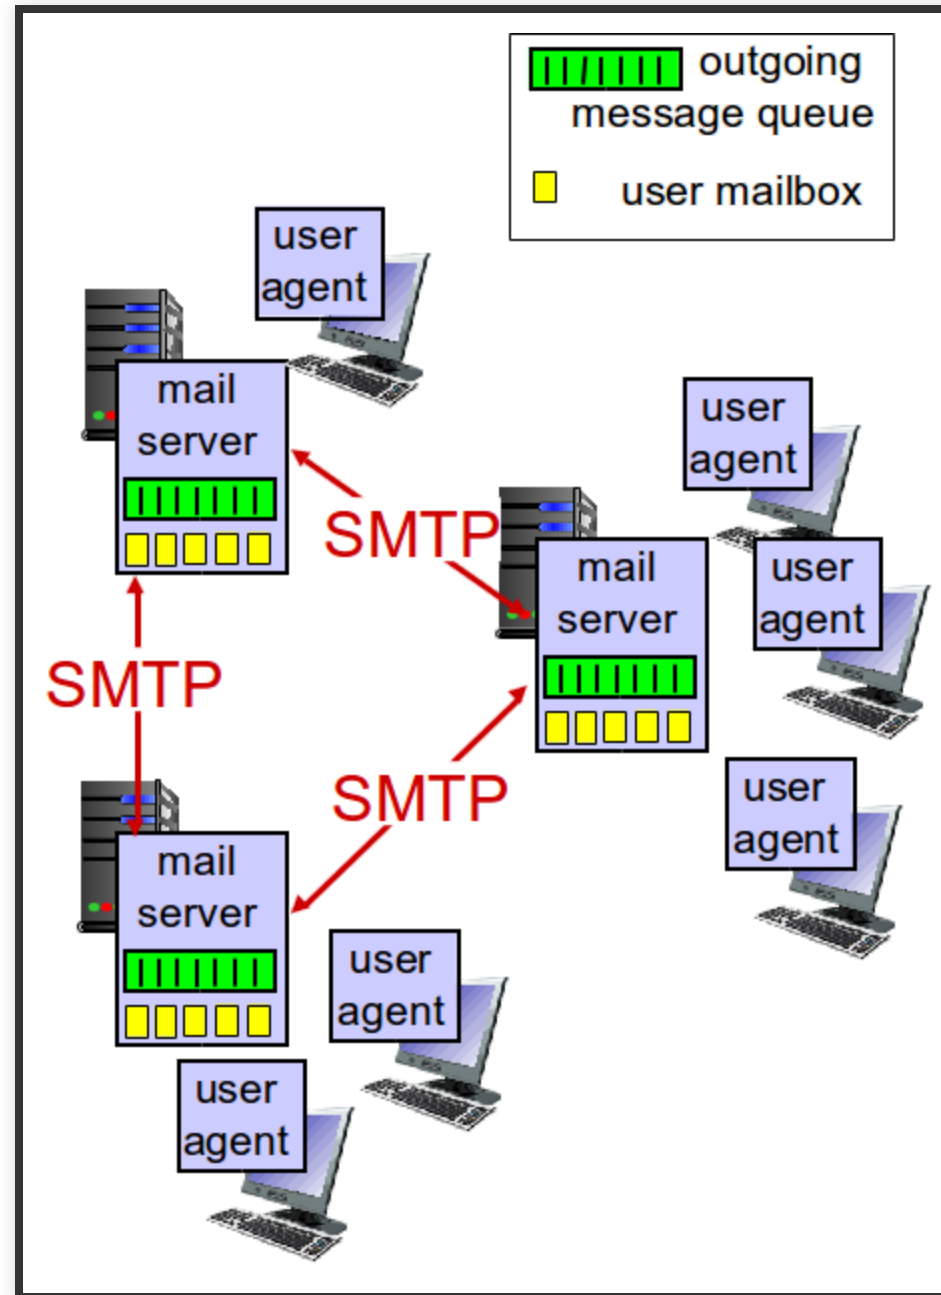 outgoing
message queue
user mailbox
user
agent
mail
server
user
agent
SMTP
mail
server
user
agent
SMTP
user
agent
SMTP
mail
server
user
agent
user
agent